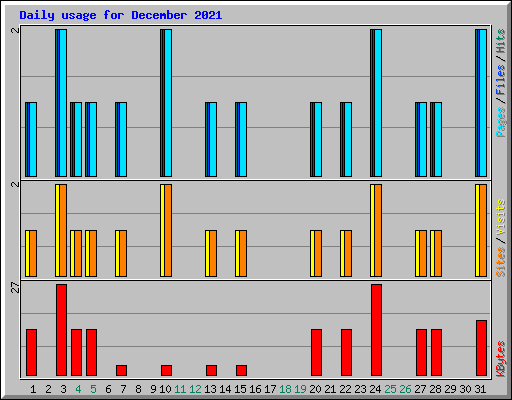 Daily usage for December 2021
2
2
27
Pages/Files/Hits
Sites/Visits
KBytes
1 2 3 4 5 6 7 8 9 10 11 12 13 14 15 16 17 18 19 20 21 22 23 24 25 26 27 28 29 30 31